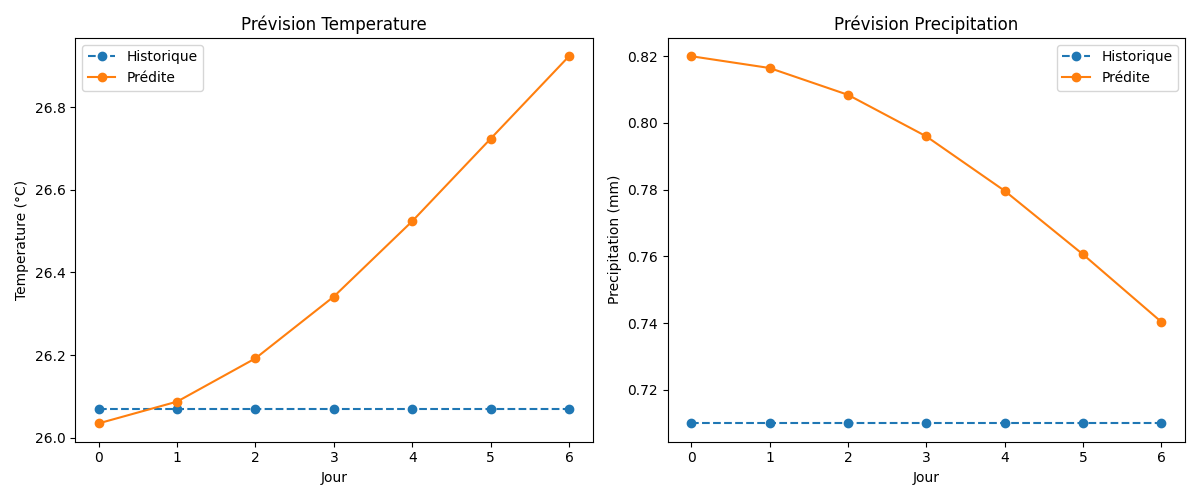 Prévision Temperature
Historique
Prédite
Temperature (°C)
26.8
26.6
26.4
26.2
26.0
0 1 2 3 4 5 6
Jour
Prévision Precipitation
Historique
Prédite
Precipitation (mm)
0.82
0.80
0.78
0.76
0.74
0.72
0 1 2 3 4 5 6
Jour